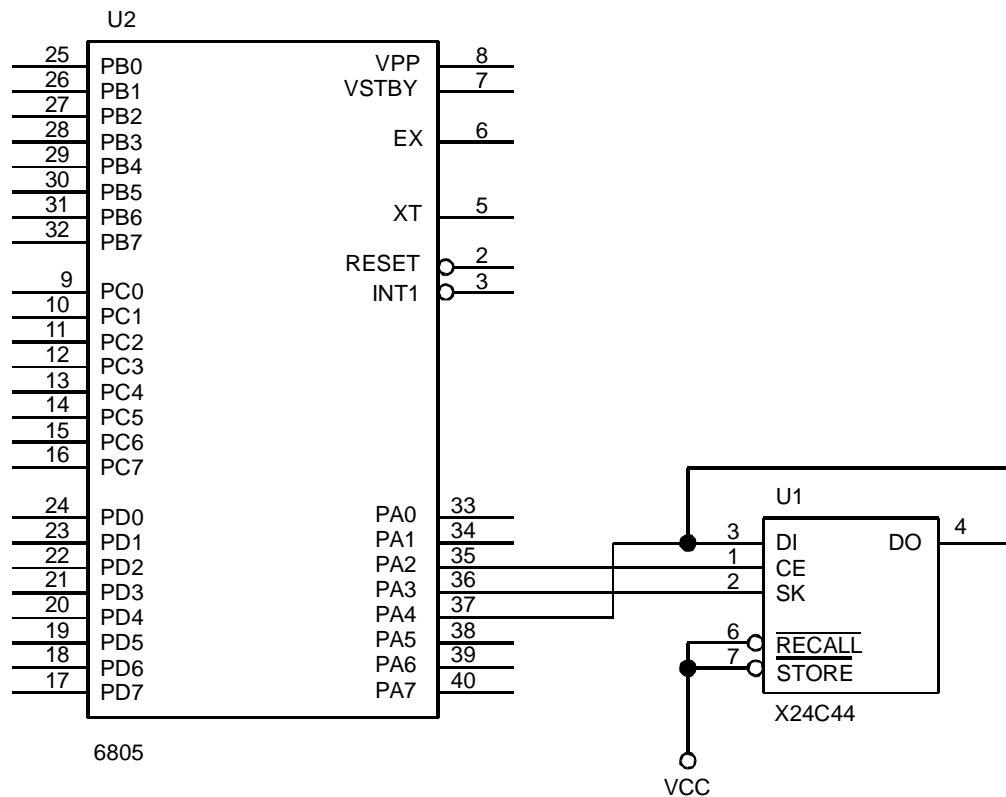 U2
25 PB0 VPP 8
26 PB1 VSTBY 7
27 PB2
28 PB3 EX 6
29 PB4
30 PB5
31 PB6 XT 5
32 PB7
RESET 2
9 PC0 INT1 3
10 PC1
11 PC2
12 PC3
13 PC4
14 PC5
15 PC6
16 PC7
U1
24 PD0 PA0 33
23 PD1 PA1 34 3 DI DO 4
22 PD2 PA2 35 1 CE
21 PD3 PA3 36 2 SK
20 PD4 PA4 37
19 PD5 PA5 38 6 RECALL
18 PD6 PA6 39 7 STORE
17 PD7 PA7 40
X24C44
6805
VCC